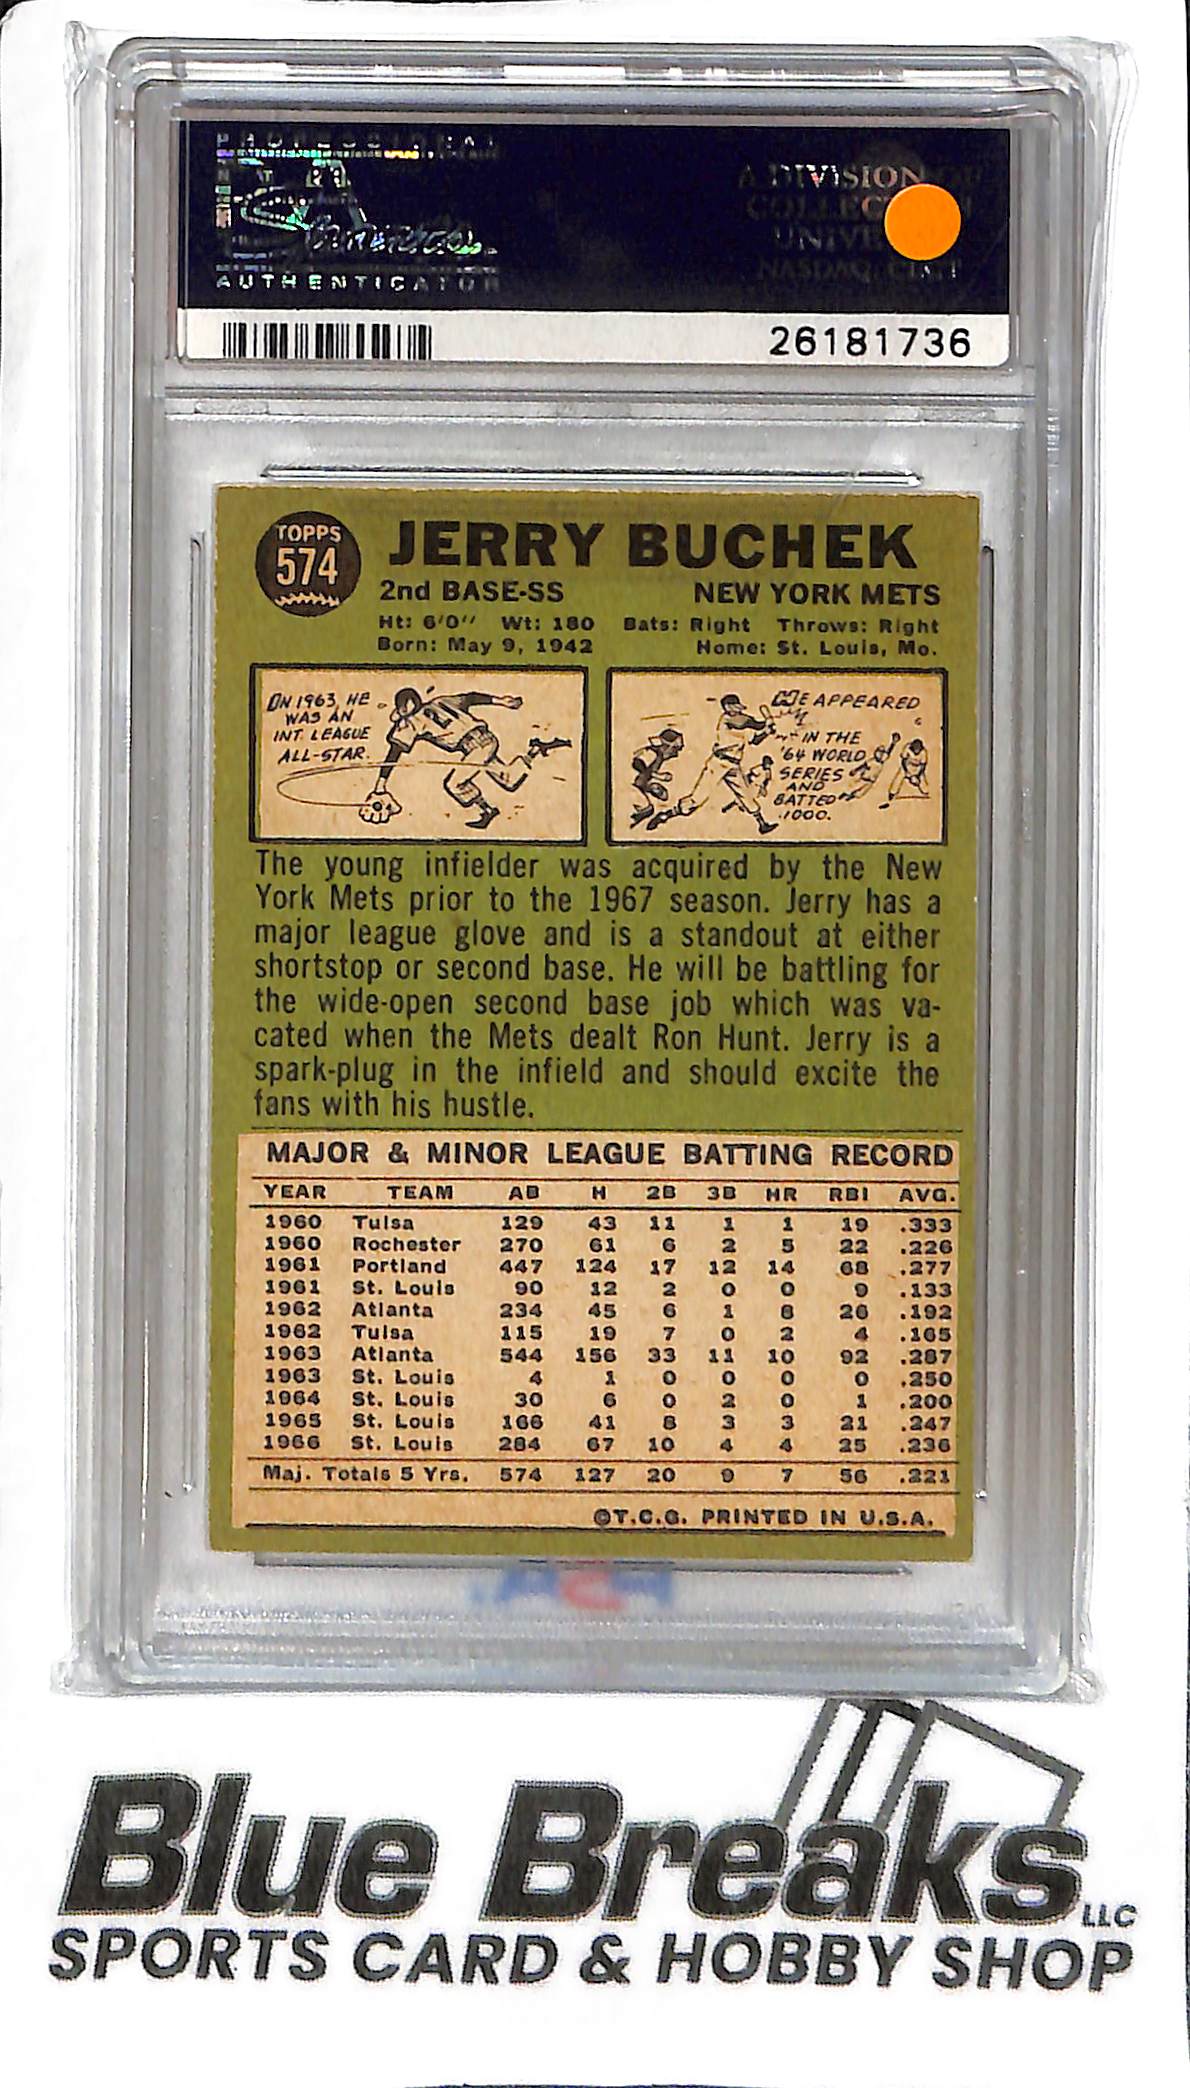 PROFESSIONAL
AUTHENTICATOR
A DIVISION OF
NASDAQ: CLCT
26181736
TOPPS
574
JERRY BUCHEK
2nd BASE-SS NEW YORK METS
Ht: 6'0" Wt: 180 Bats: Right Throws: Right
Born: May 9, 1942 Home: St. Louis, Mo.
IN 1963, HE
WAS AN
INT. LEAGUE
ALL-STAR.
HE APPEARED
IN THE
'64 WORLD
SERIES
AND
BATTED
.1000.
The young infielder was acquired by the New
York Mets prior to the 1967 season. Jerry has a
major league glove and is a standout at either
shortstop or second base. He will be battling for
the wide-open second base job which was va-
cated when the Mets dealt Ron Hunt. Jerry is a
spark-plug in the infield and should excite the
fans with his hustle.
MAJOR & MINOR LEAGUE BATTING RECORD
YEAR TEAM AB H 2B 3B HR RBI AVG.
1960 Tulsa 129 43 11 1 1 19 .333
1960 Rochester 270 61 6 2 5 22 .226
1961 Portland 447 124 17 12 14 68 .277
1961 St. Louis 90 12 2 0 0 9 .133
1962 Atlanta 234 45 6 1 8 26 .192
1962 Tulsa 115 19 7 0 2 4 .165
1963 Atlanta 544 156 33 11 10 92 .287
1963 St. Louis 4 1 0 0 0 0 .250
1964 St. Louis 30 6 0 2 0 1 .200
1965 St. Louis 166 41 8 3 3 21 .247
1966 St. Louis 284 67 10 4 4 25 .236
Maj. Totals 5 Yrs. 574 127 20 9 7 56 .221
©T.C.G. PRINTED IN U.S.A.
Blue Breaks LLC
SPORTS CARD & HOBBY SHOP